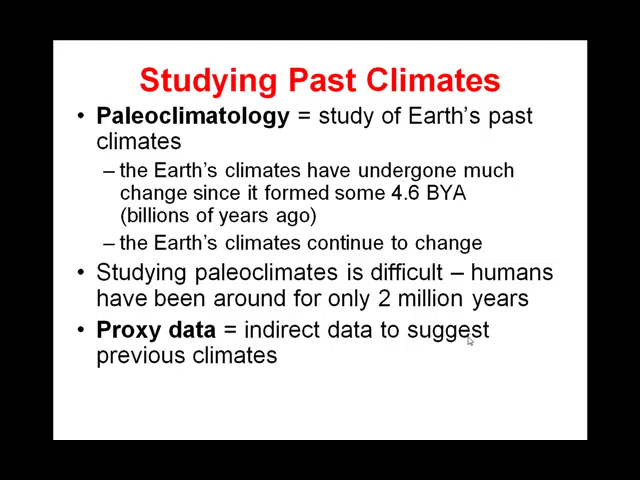 Studying Past Climates
• Paleoclimatology = study of Earth's past
climates
– the Earth's climates have undergone much
change since it formed some 4.6 BYA
(billions of years ago)
– the Earth's climates continue to change
• Studying paleoclimates is difficult – humans
have been around for only 2 million years
• Proxy data = indirect data to suggest
previous climates